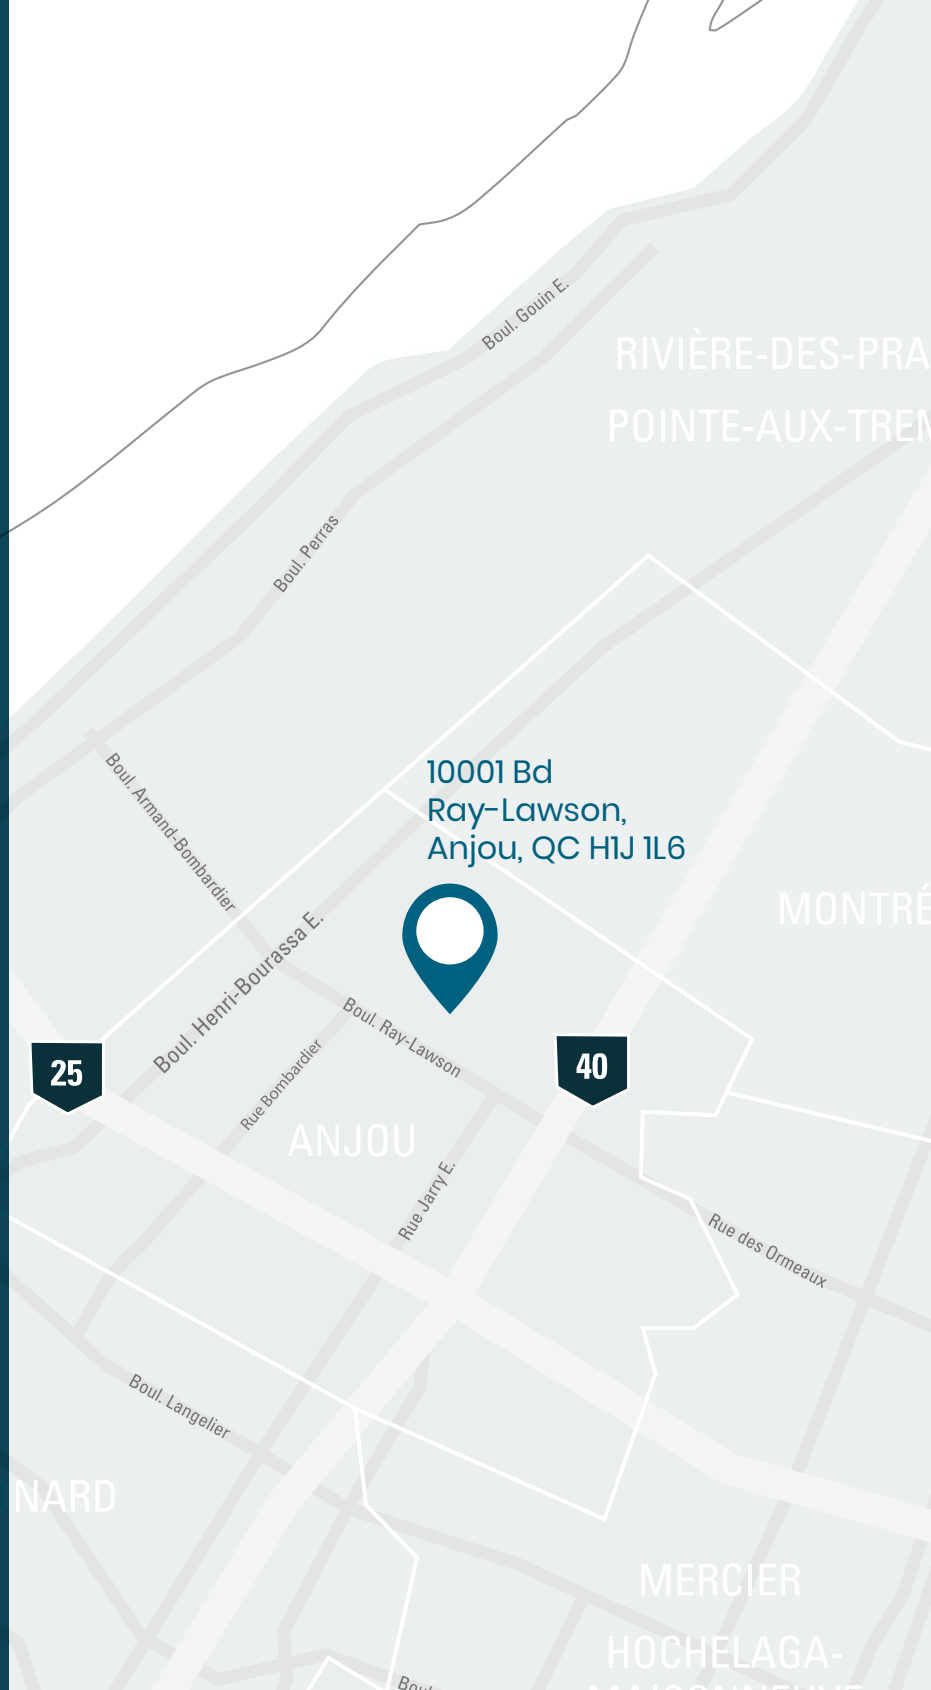 Boul. Gouin E.
RIVIÈRE-DES-PRA
POINTE-AUX-TREM
Boul. Perras
10001 Bd
Ray-Lawson,
Anjou, QC H1J 1L6
Boul. Armand-Bombardier
MONTRÉ
Boul. Henri-Bourassa E.
Boul. Ray-Lawson
25
40
Rue Bombardier
ANJOU
Rue Jarry E.
Rue des Ormeaux
Boul. Langelier
NARD
MERCIER
HOCHELAGA-
MAISONNEUVE
Boul.